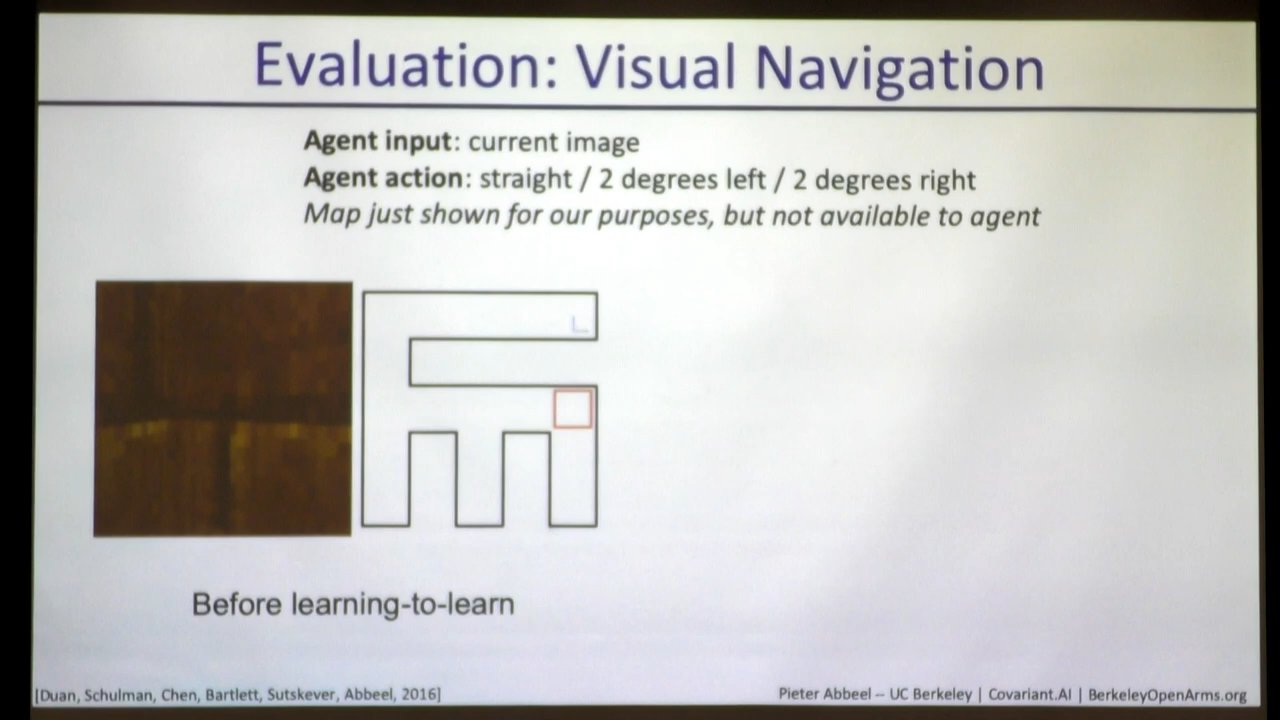 Evaluation: Visual Navigation
Agent input: current image
Agent action: straight / 2 degrees left / 2 degrees right
Map just shown for our purposes, but not available to agent
Before learning-to-learn
[Duan, Schulman, Chen, Bartlett, Sutskever, Abbeel, 2016]
Pieter Abbeel – UC Berkeley | Covariant.AI | BerkeleyOpenArms.org